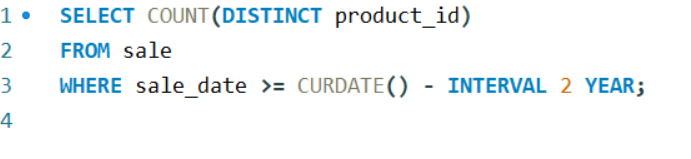 1 SELECT COUNT(DISTINCT product_id)
2 FROM sale
3 WHERE sale_date >= CURDATE() - INTERVAL 2 YEAR;
4